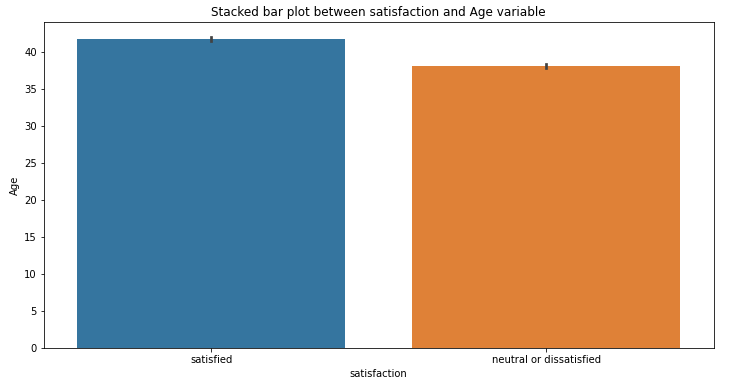 Stacked bar plot between satisfaction and Age variable
40
35
30
25
20
15
10
5
0
Age
satisfied
neutral or dissatisfied
satisfaction